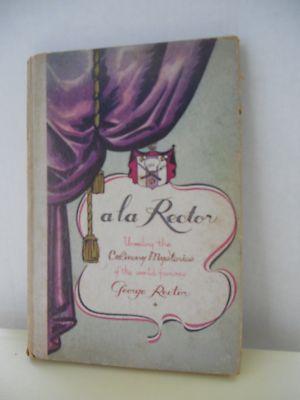 a la Rector
Unveiling the
Culinary Mysteries
of the world famous
George Rector